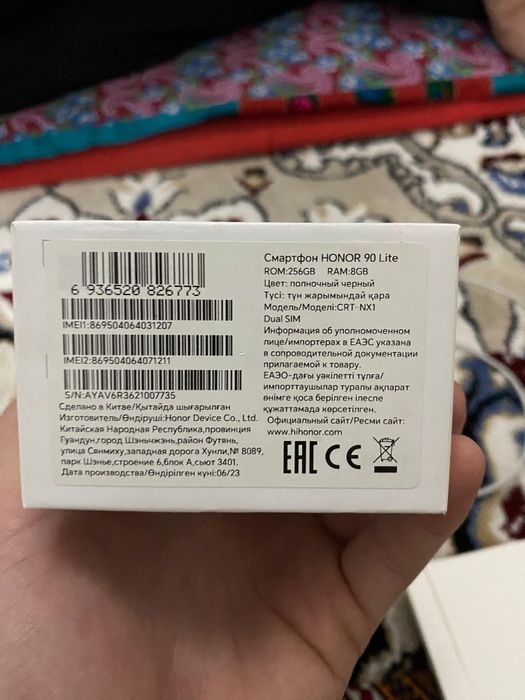 6 936520 826773
IMEI1:869504064031207
IMEI2:869504064071211
S/N:AYAV6R3621007735
Сделано в Китае/Қытайда шығарылған
Изготовитель/Өндіруші:Honor Device Co., Ltd.
Китайская Народная Республика,провинция
Гуандун,город Шэньчжэнь,район Футянь,
улица Сянмиху,западная дорога Хунли,№ 8089,
парк Шэнье,строение 6,блок А,сьют 3401.
Дата производства/Өндірілген күні:06/23
Смартфон HONOR 90 Lite
ROM:256GB RAM:8GB
Цвет: полночный черный
Түсі: түн жарымындай қара
Модель/Моделі:CRT-NX1
Dual SIM
Информация об уполномоченном
лице/импортерах в ЕАЭС указана
в сопроводительной документации
прилагаемой к товару.
ЕАЭО-дағы уәкілетті тұлға/
импорттаушылар туралы ақпарат
өнімге қоса берілген ілеспе
құжаттамада көрсетілген.
Официальный сайт/Ресми сайт:
www.hihonor.com
EAC CE